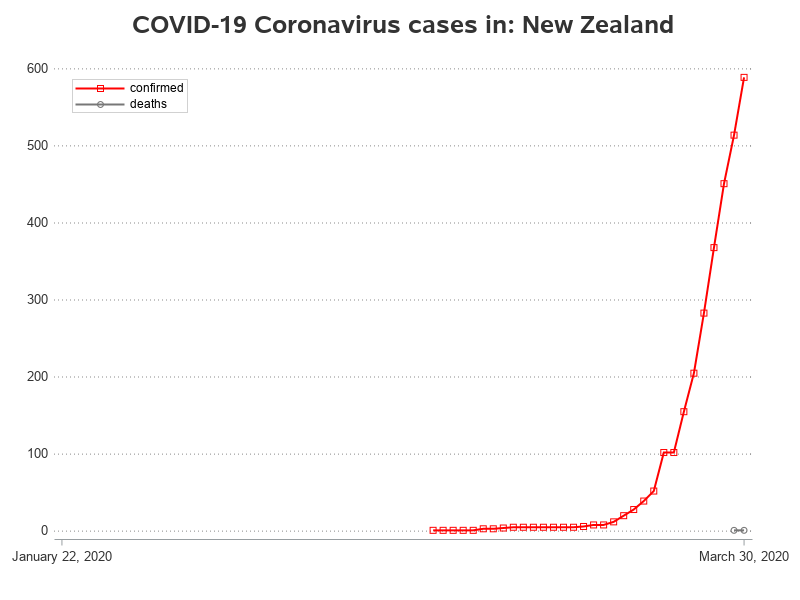 COVID-19 Coronavirus cases in: New Zealand
600
confirmed
deaths
500
400
300
200
100
0
January 22, 2020
March 30, 2020